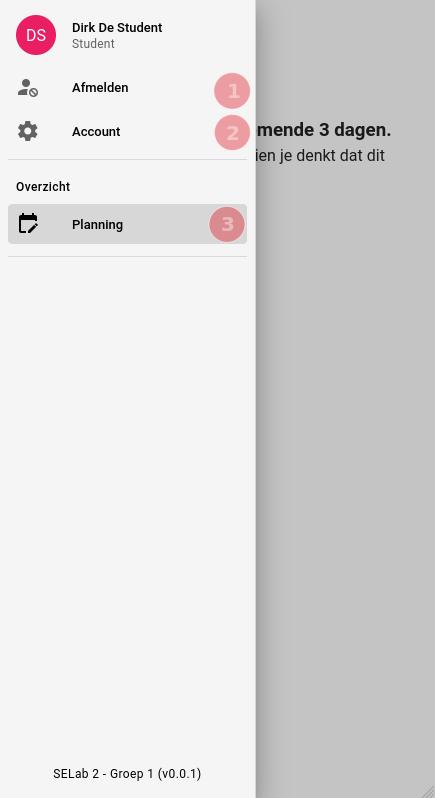 DS
Dirk De Student
Student
Afmelden
1
Account
2
mende 3 dagen.
ien je denkt dat dit
Overzicht
Planning
3
SELab 2 - Groep 1 (v0.0.1)